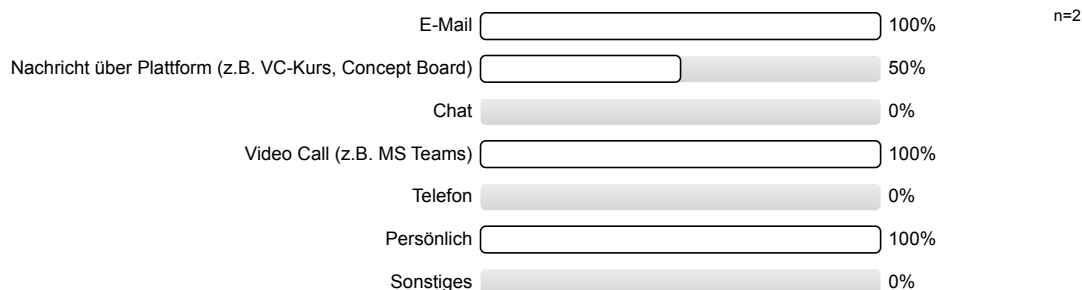 E-Mail 100% n=2
Nachricht über Plattform (z.B. VC-Kurs, Concept Board) 50%
Chat 0%
Video Call (z.B. MS Teams) 100%
Telefon 0%
Persönlich 100%
Sonstiges 0%